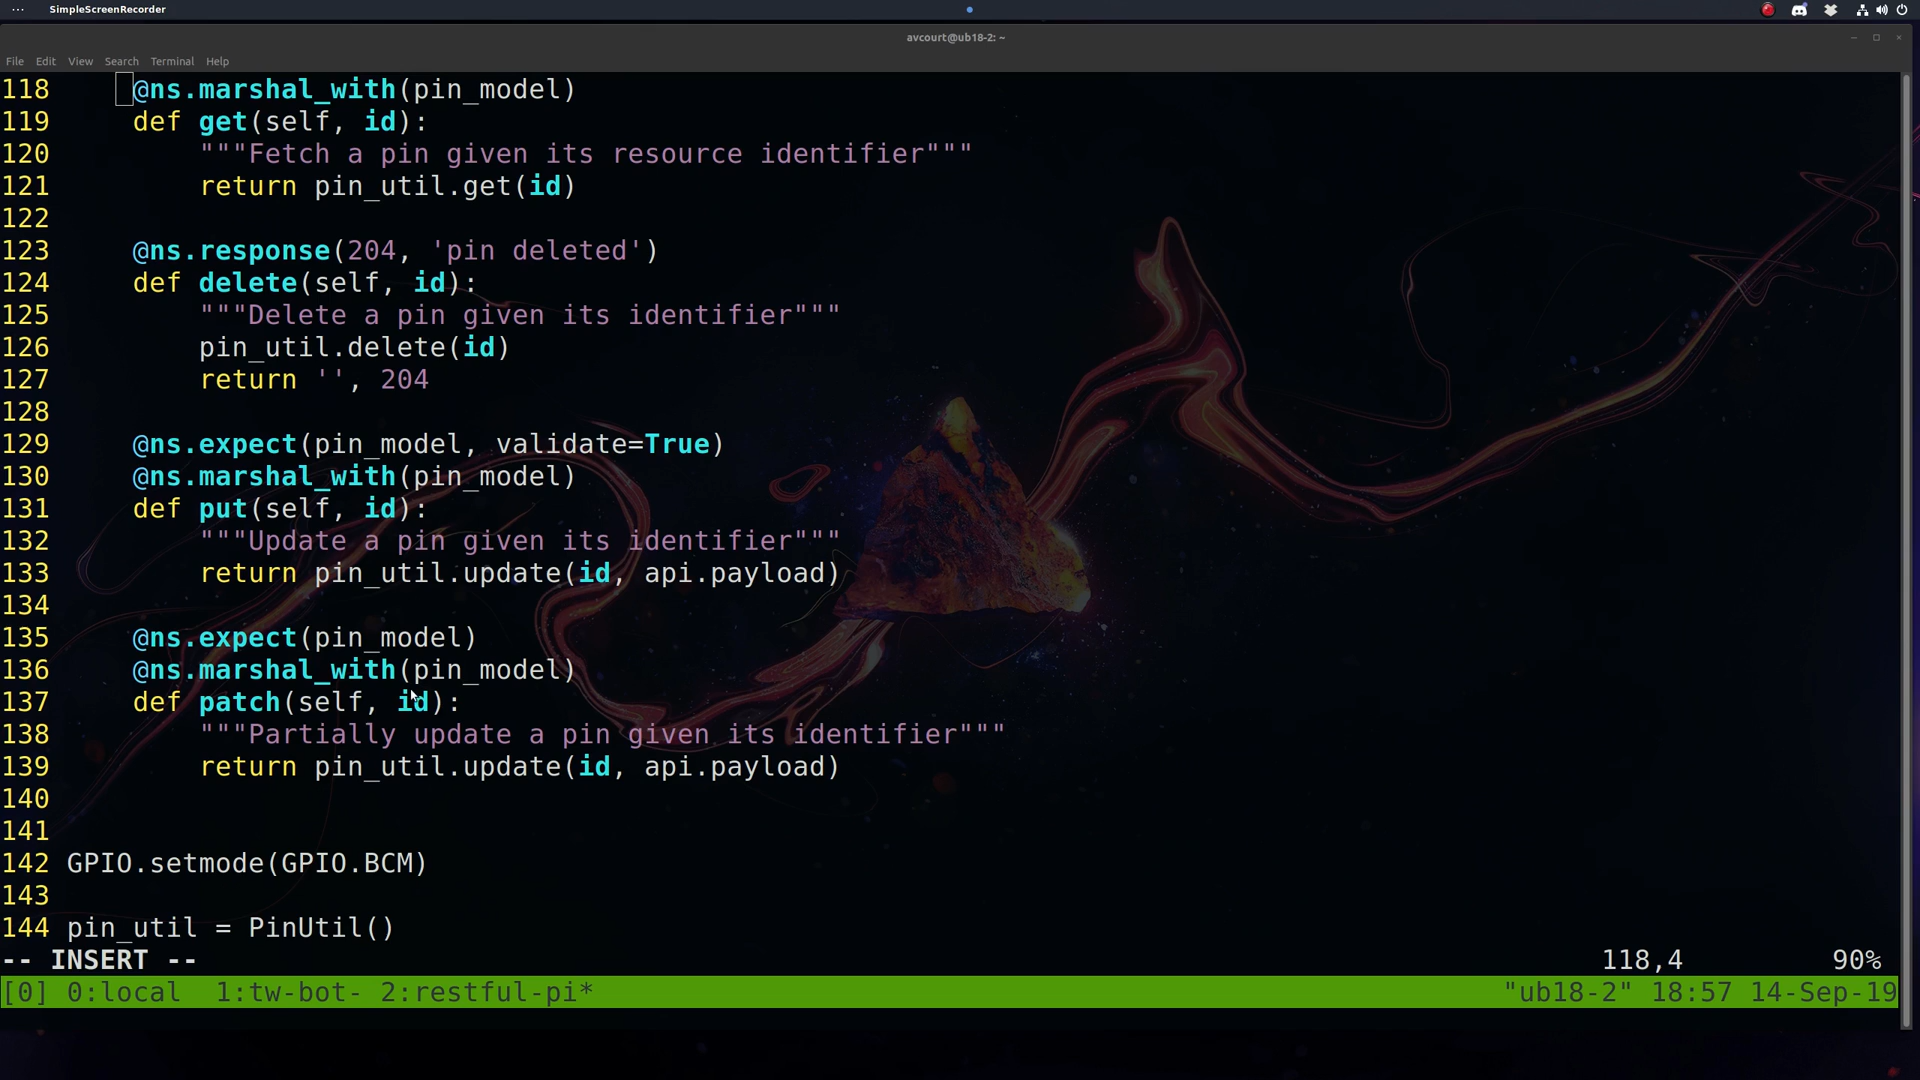 SimpleScreenRecorder
avcourt@ub18-2: ~
File Edit View Search Terminal Help
118     @ns.marshal_with(pin_model)
119     def get(self, id):
120         """Fetch a pin given its resource identifier"""
121         return pin_util.get(id)
122
123     @ns.response(204, 'pin deleted')
124     def delete(self, id):
125         """Delete a pin given its identifier"""
126         pin_util.delete(id)
127         return '', 204
128
129     @ns.expect(pin_model, validate=True)
130     @ns.marshal_with(pin_model)
131     def put(self, id):
132         """Update a pin given its identifier"""
133         return pin_util.update(id, api.payload)
134
135     @ns.expect(pin_model)
136     @ns.marshal_with(pin_model)
137     def patch(self, id):
138         """Partially update a pin given its identifier"""
139         return pin_util.update(id, api.payload)
140
141
142 GPIO.setmode(GPIO.BCM)
143
144 pin_util = PinUtil()
-- INSERT -- 118,4 90%
[0] 0:local  1:tw-bot- 2:restful-pi* "ub18-2" 18:57 14-Sep-19